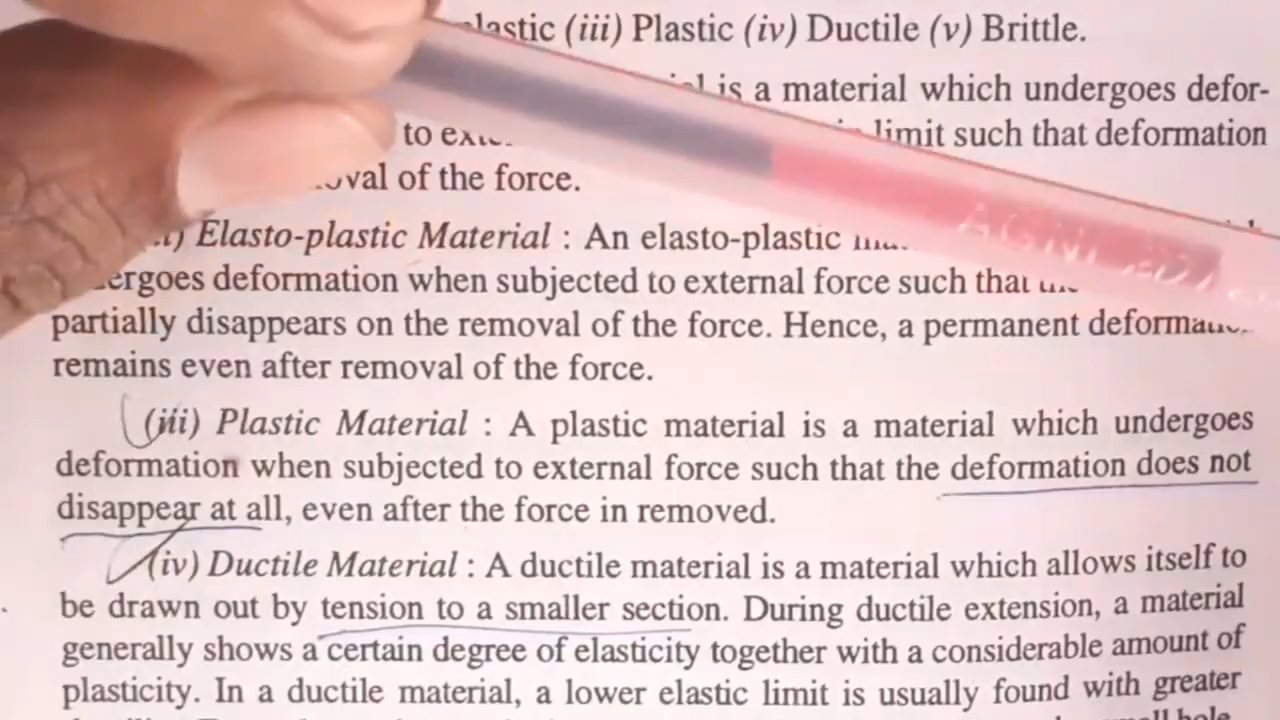 (iii) Plastic (iv) Ductile (v) Brittle.
is a material which undergoes defor-
to limit such that deformation
of the force.
Elasto-plastic Material : An elasto-plastic
deformation when subjected to external force such that
partially disappears on the removal of the force. Hence, a permanent
remains even after removal of the force.
(iii) Plastic Material : A plastic material is a material which undergoes
deformation when subjected to external force such that the deformation does not
disappear at all, even after the force in removed.
(iv) Ductile Material : A ductile material is a material which allows itself to
be drawn out by tension to a smaller section. During ductile extension, a material
generally shows a certain degree of elasticity together with a considerable amount of
plasticity. In a ductile material, a lower elastic limit is usually found with greater